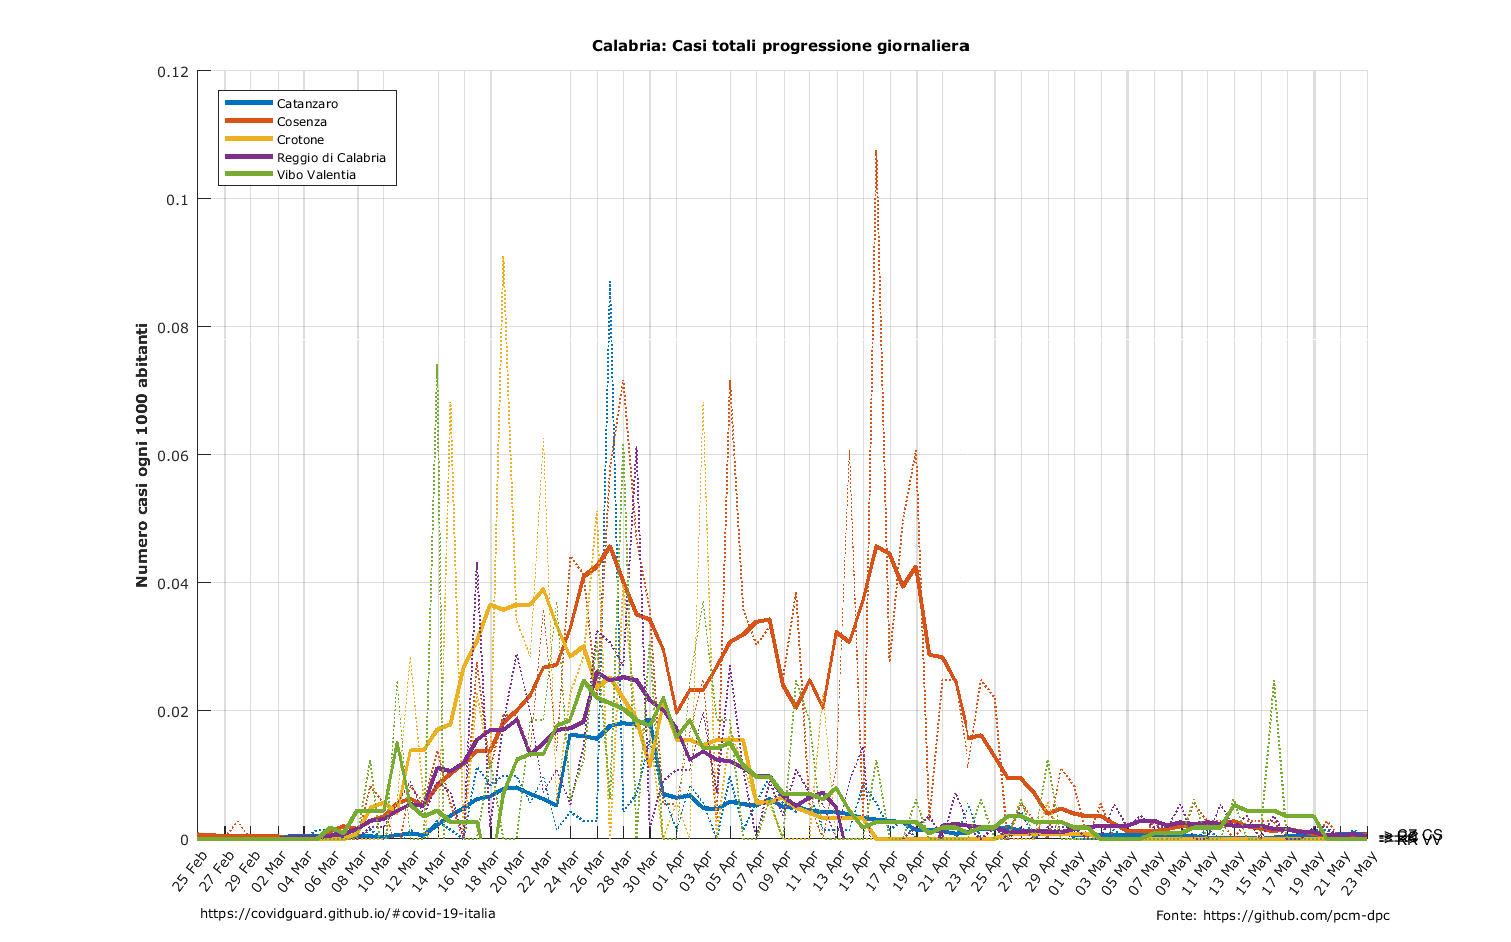 Calabria: Casi totali progressione giornaliera
Numero casi ogni 1000 abitanti
0.12
0.1
0.08
0.06
0.04
0.02
0
Catanzaro
Cosenza
Crotone
Reggio di Calabria
Vibo Valentia
25 Feb
27 Feb
29 Feb
02 Mar
04 Mar
06 Mar
08 Mar
10 Mar
12 Mar
14 Mar
16 Mar
18 Mar
20 Mar
22 Mar
24 Mar
26 Mar
28 Mar
30 Mar
01 Apr
03 Apr
05 Apr
07 Apr
09 Apr
11 Apr
13 Apr
15 Apr
17 Apr
19 Apr
21 Apr
23 Apr
25 Apr
27 Apr
29 Apr
01 May
03 May
05 May
07 May
09 May
11 May
13 May
15 May
17 May
19 May
21 May
23 May
CS
VV
https://covidguard.github.io/#covid-19-italia
Fonte: https://github.com/pcm-dpc